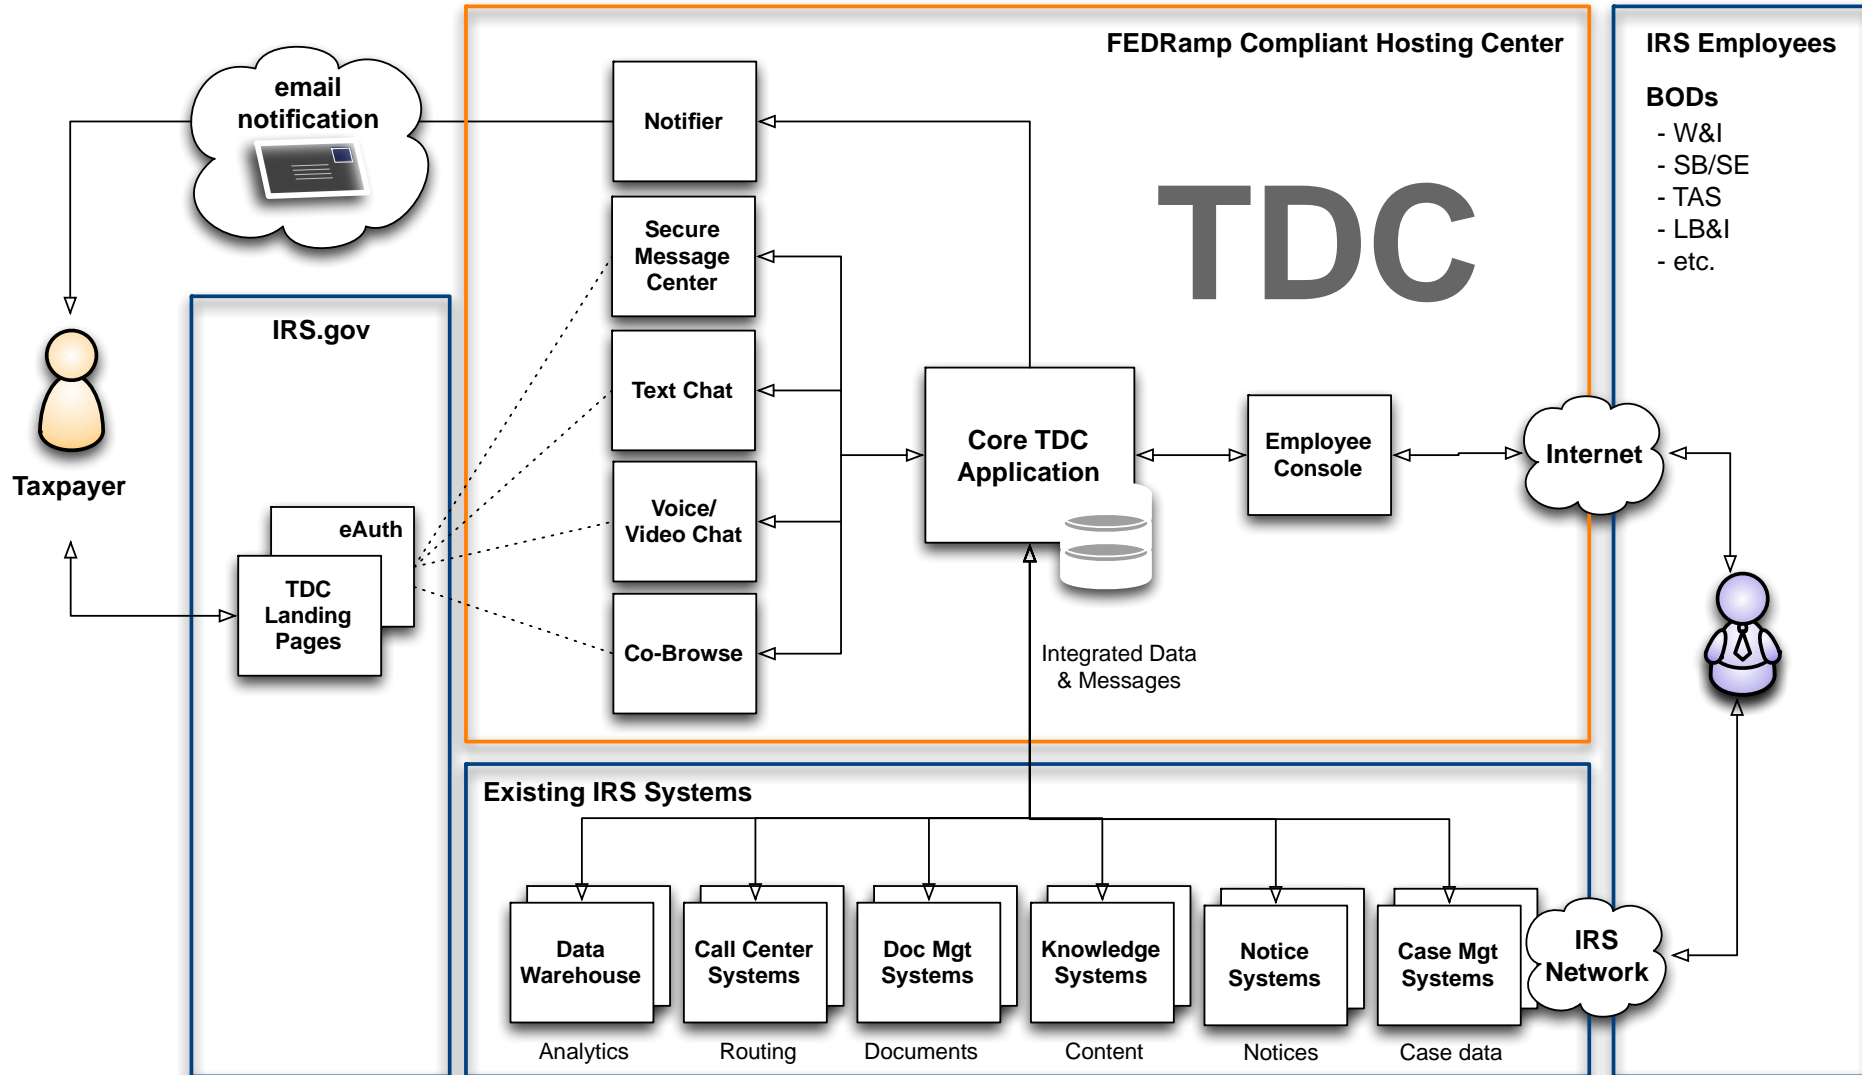 FEDRamp Compliant Hosting Center
IRS Employees
BODs
- W&I
- SB/SE
- TAS
- LB&I
- etc.
email
notification
Notifier
TDC
Secure
Message
Center
IRS.gov
Text Chat
Core TDC
Application
Employee
Console
Internet
Taxpayer
eAuth
Voice/
Video Chat
TDC
Landing
Pages
Co-Browse
Integrated Data
& Messages
Existing IRS Systems
Data
Warehouse
Call Center
Systems
Doc Mgt
Systems
Knowledge
Systems
Notice
Systems
Case Mgt
Systems
IRS
Network
Analytics
Routing
Documents
Content
Notices
Case data